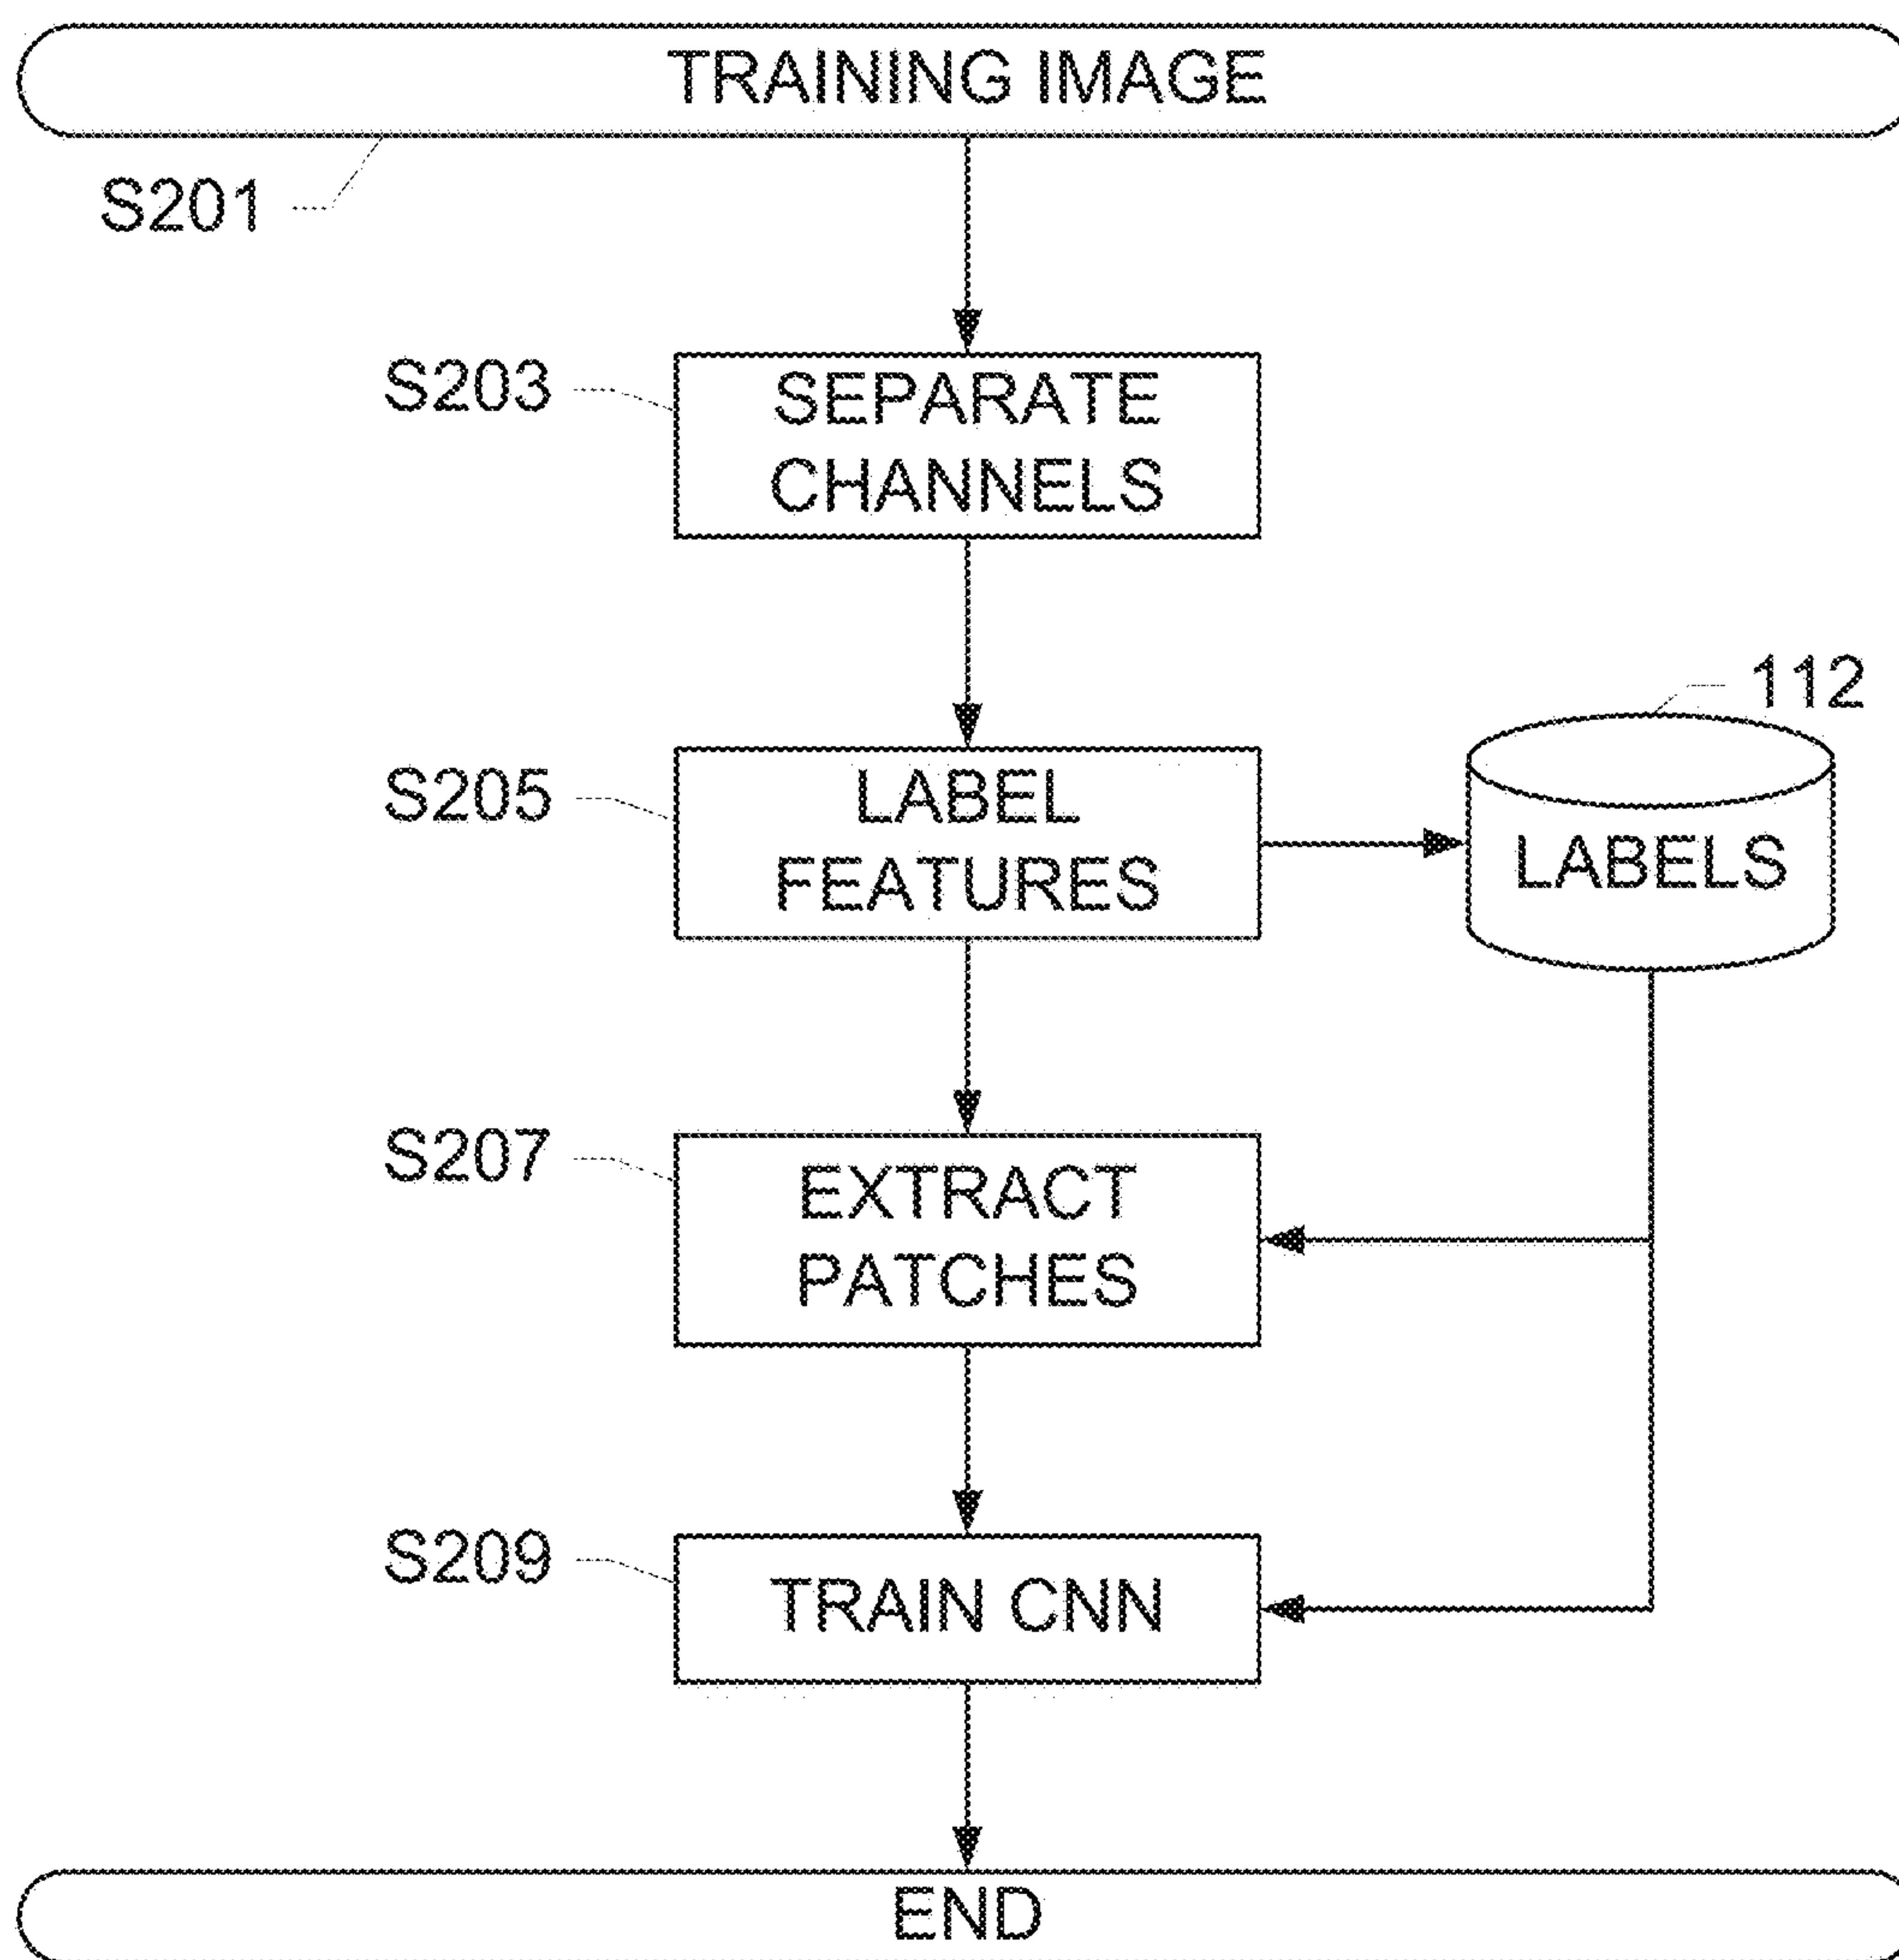 TRAINING IMAGE
S201
S203
SEPARATE
CHANNELS
112
S205
LABEL
FEATURES
LABELS
S207
EXTRACT
PATCHES
S209
TRAIN CNN
END